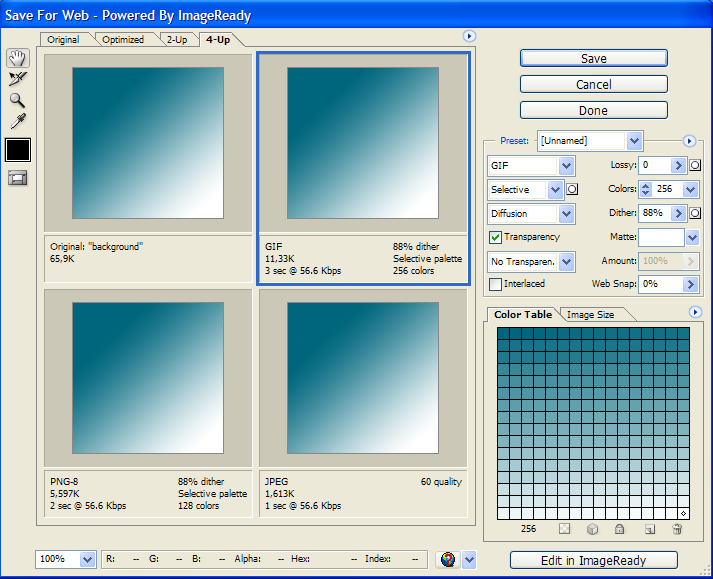 Save For Web - Powered By ImageReady
Original
Optimized
2-Up
4-Up
Original: "background"
65,9K
GIF
11,33K
3 sec @ 56.6 Kbps
88% dither
Selective palette
256 colors
PNG-8
5,597K
2 sec @ 56.6 Kbps
88% dither
Selective palette
128 colors
JPEG
1,613K
1 sec @ 56.6 Kbps
60 quality
Save
Cancel
Done
Preset: [Unnamed]
GIF
Lossy: 0
Selective
Colors: 256
Diffusion
Dither: 88%
Transparency
Matte:
No Transparen.
Amount: 100%
Interlaced
Web Snap: 0%
Color Table
Image Size
256
100%
R: -- G: -- B: -- Alpha: -- Hex: -- Index: --
Edit in ImageReady